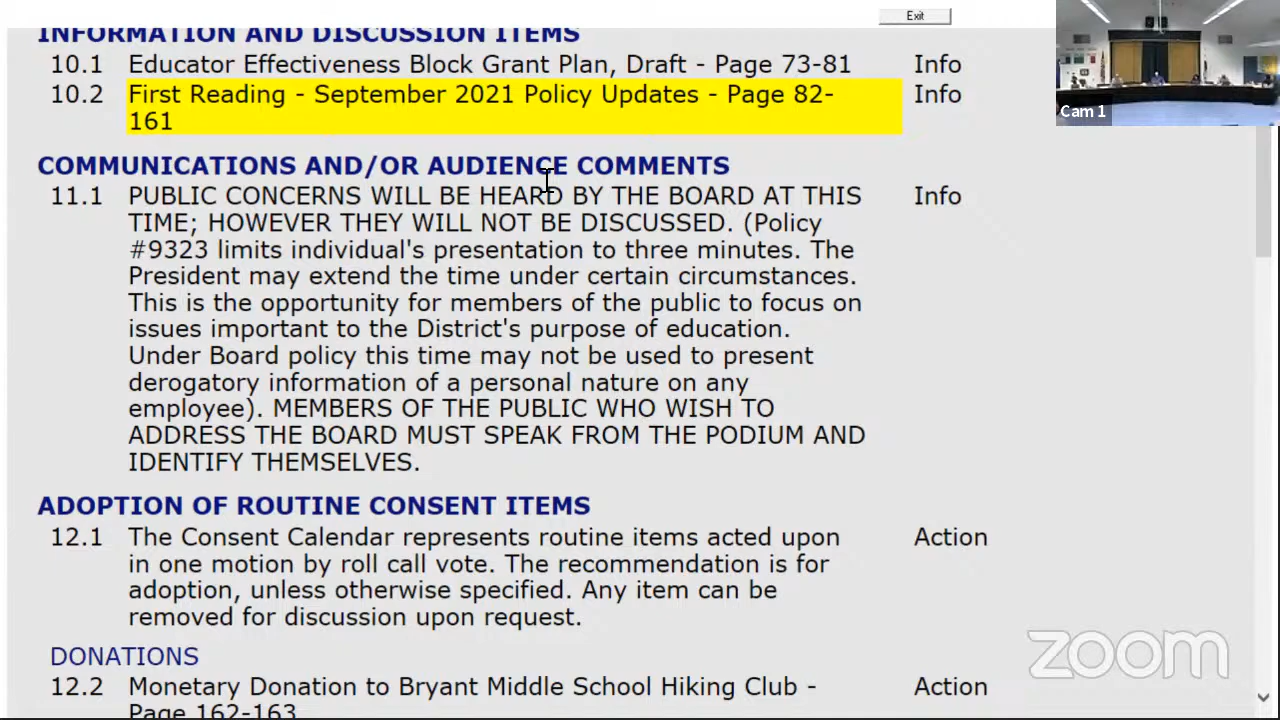 Exit
INFORMATION AND DISCUSSION ITEMS
10.1 Educator Effectiveness Block Grant Plan, Draft - Page 73-81 Info
10.2 First Reading - September 2021 Policy Updates - Page 82- Info
161
Cam 1
COMMUNICATIONS AND/OR AUDIENCE COMMENTS
11.1 PUBLIC CONCERNS WILL BE HEARD BY THE BOARD AT THIS Info
TIME; HOWEVER THEY WILL NOT BE DISCUSSED. (Policy
#9323 limits individual's presentation to three minutes. The
President may extend the time under certain circumstances.
This is the opportunity for members of the public to focus on
issues important to the District's purpose of education.
Under Board policy this time may not be used to present
derogatory information of a personal nature on any
employee). MEMBERS OF THE PUBLIC WHO WISH TO
ADDRESS THE BOARD MUST SPEAK FROM THE PODIUM AND
IDENTIFY THEMSELVES.
ADOPTION OF ROUTINE CONSENT ITEMS
12.1 The Consent Calendar represents routine items acted upon Action
in one motion by roll call vote. The recommendation is for
adoption, unless otherwise specified. Any item can be
removed for discussion upon request.
DONATIONS
12.2 Monetary Donation to Bryant Middle School Hiking Club - Action
Page 162-163
zoom